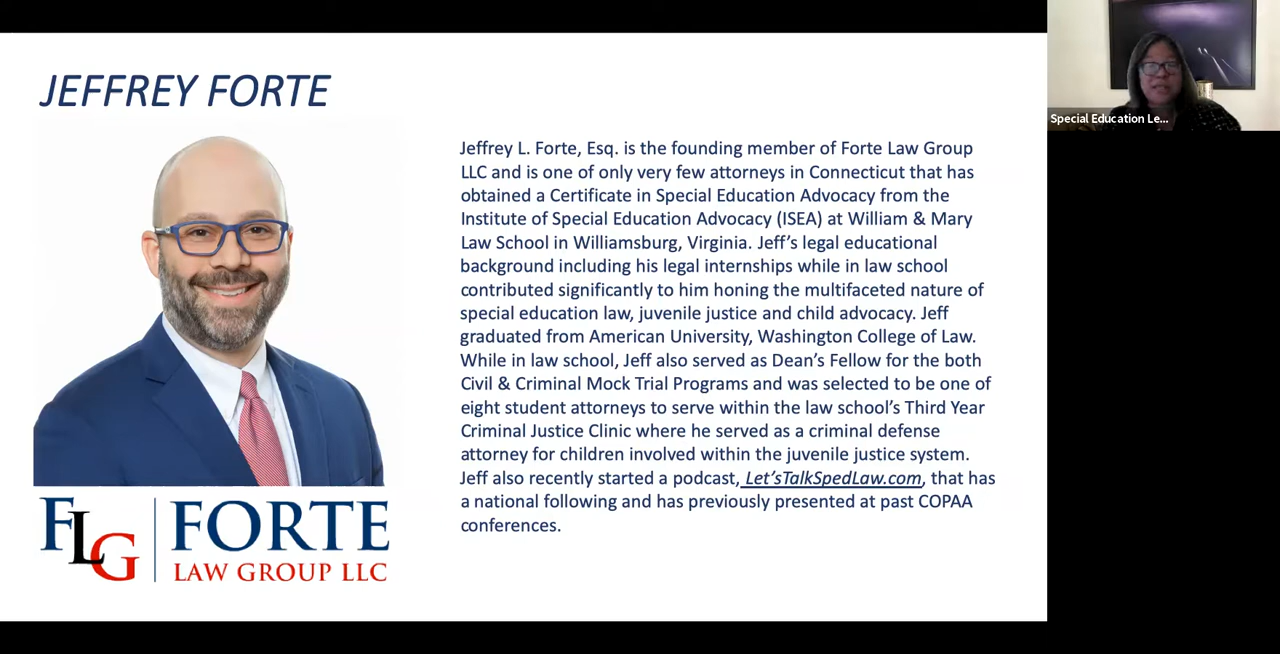 JEFFREY FORTE
Jeffrey L. Forte, Esq. is the founding member of Forte Law Group
LLC and is one of only very few attorneys in Connecticut that has
obtained a Certificate in Special Education Advocacy from the
Institute of Special Education Advocacy (ISEA) at William & Mary
Law School in Williamsburg, Virginia. Jeff’s legal educational
background including his legal internships while in law school
contributed significantly to him honing the multifaceted nature of
special education law, juvenile justice and child advocacy. Jeff
graduated from American University, Washington College of Law.
While in law school, Jeff also served as Dean’s Fellow for the both
Civil & Criminal Mock Trial Programs and was selected to be one of
eight student attorneys to serve within the law school’s Third Year
Criminal Justice Clinic where he served as a criminal defense
attorney for children involved within the juvenile justice system.
Jeff also recently started a podcast, Let’sTalkSpedLaw.com, that has
a national following and has previously presented at past COPAA
conferences.
FLG
FORTE
LAW GROUP LLC
Special Education Le...